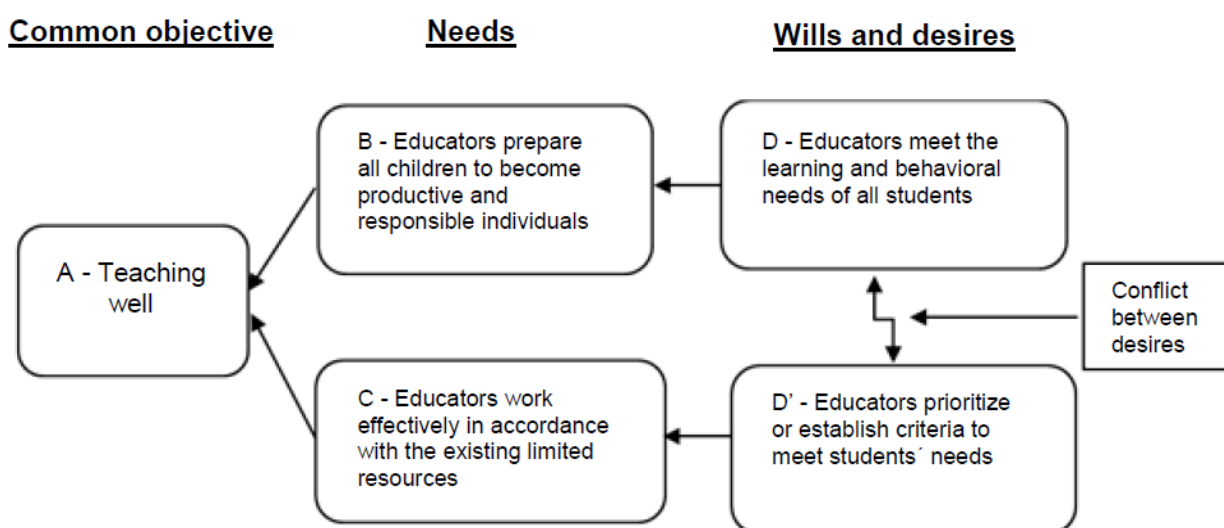 Common objective
Needs
Wills and desires
B - Educators prepare
all children to become
productive and
responsible individuals
D - Educators meet the
learning and behavioral
needs of all students
A - Teaching
well
Conflict
between
desires
C - Educators work
effectively in accordance
with the existing limited
resources
D' - Educators prioritize
or establish criteria to
meet students´ needs